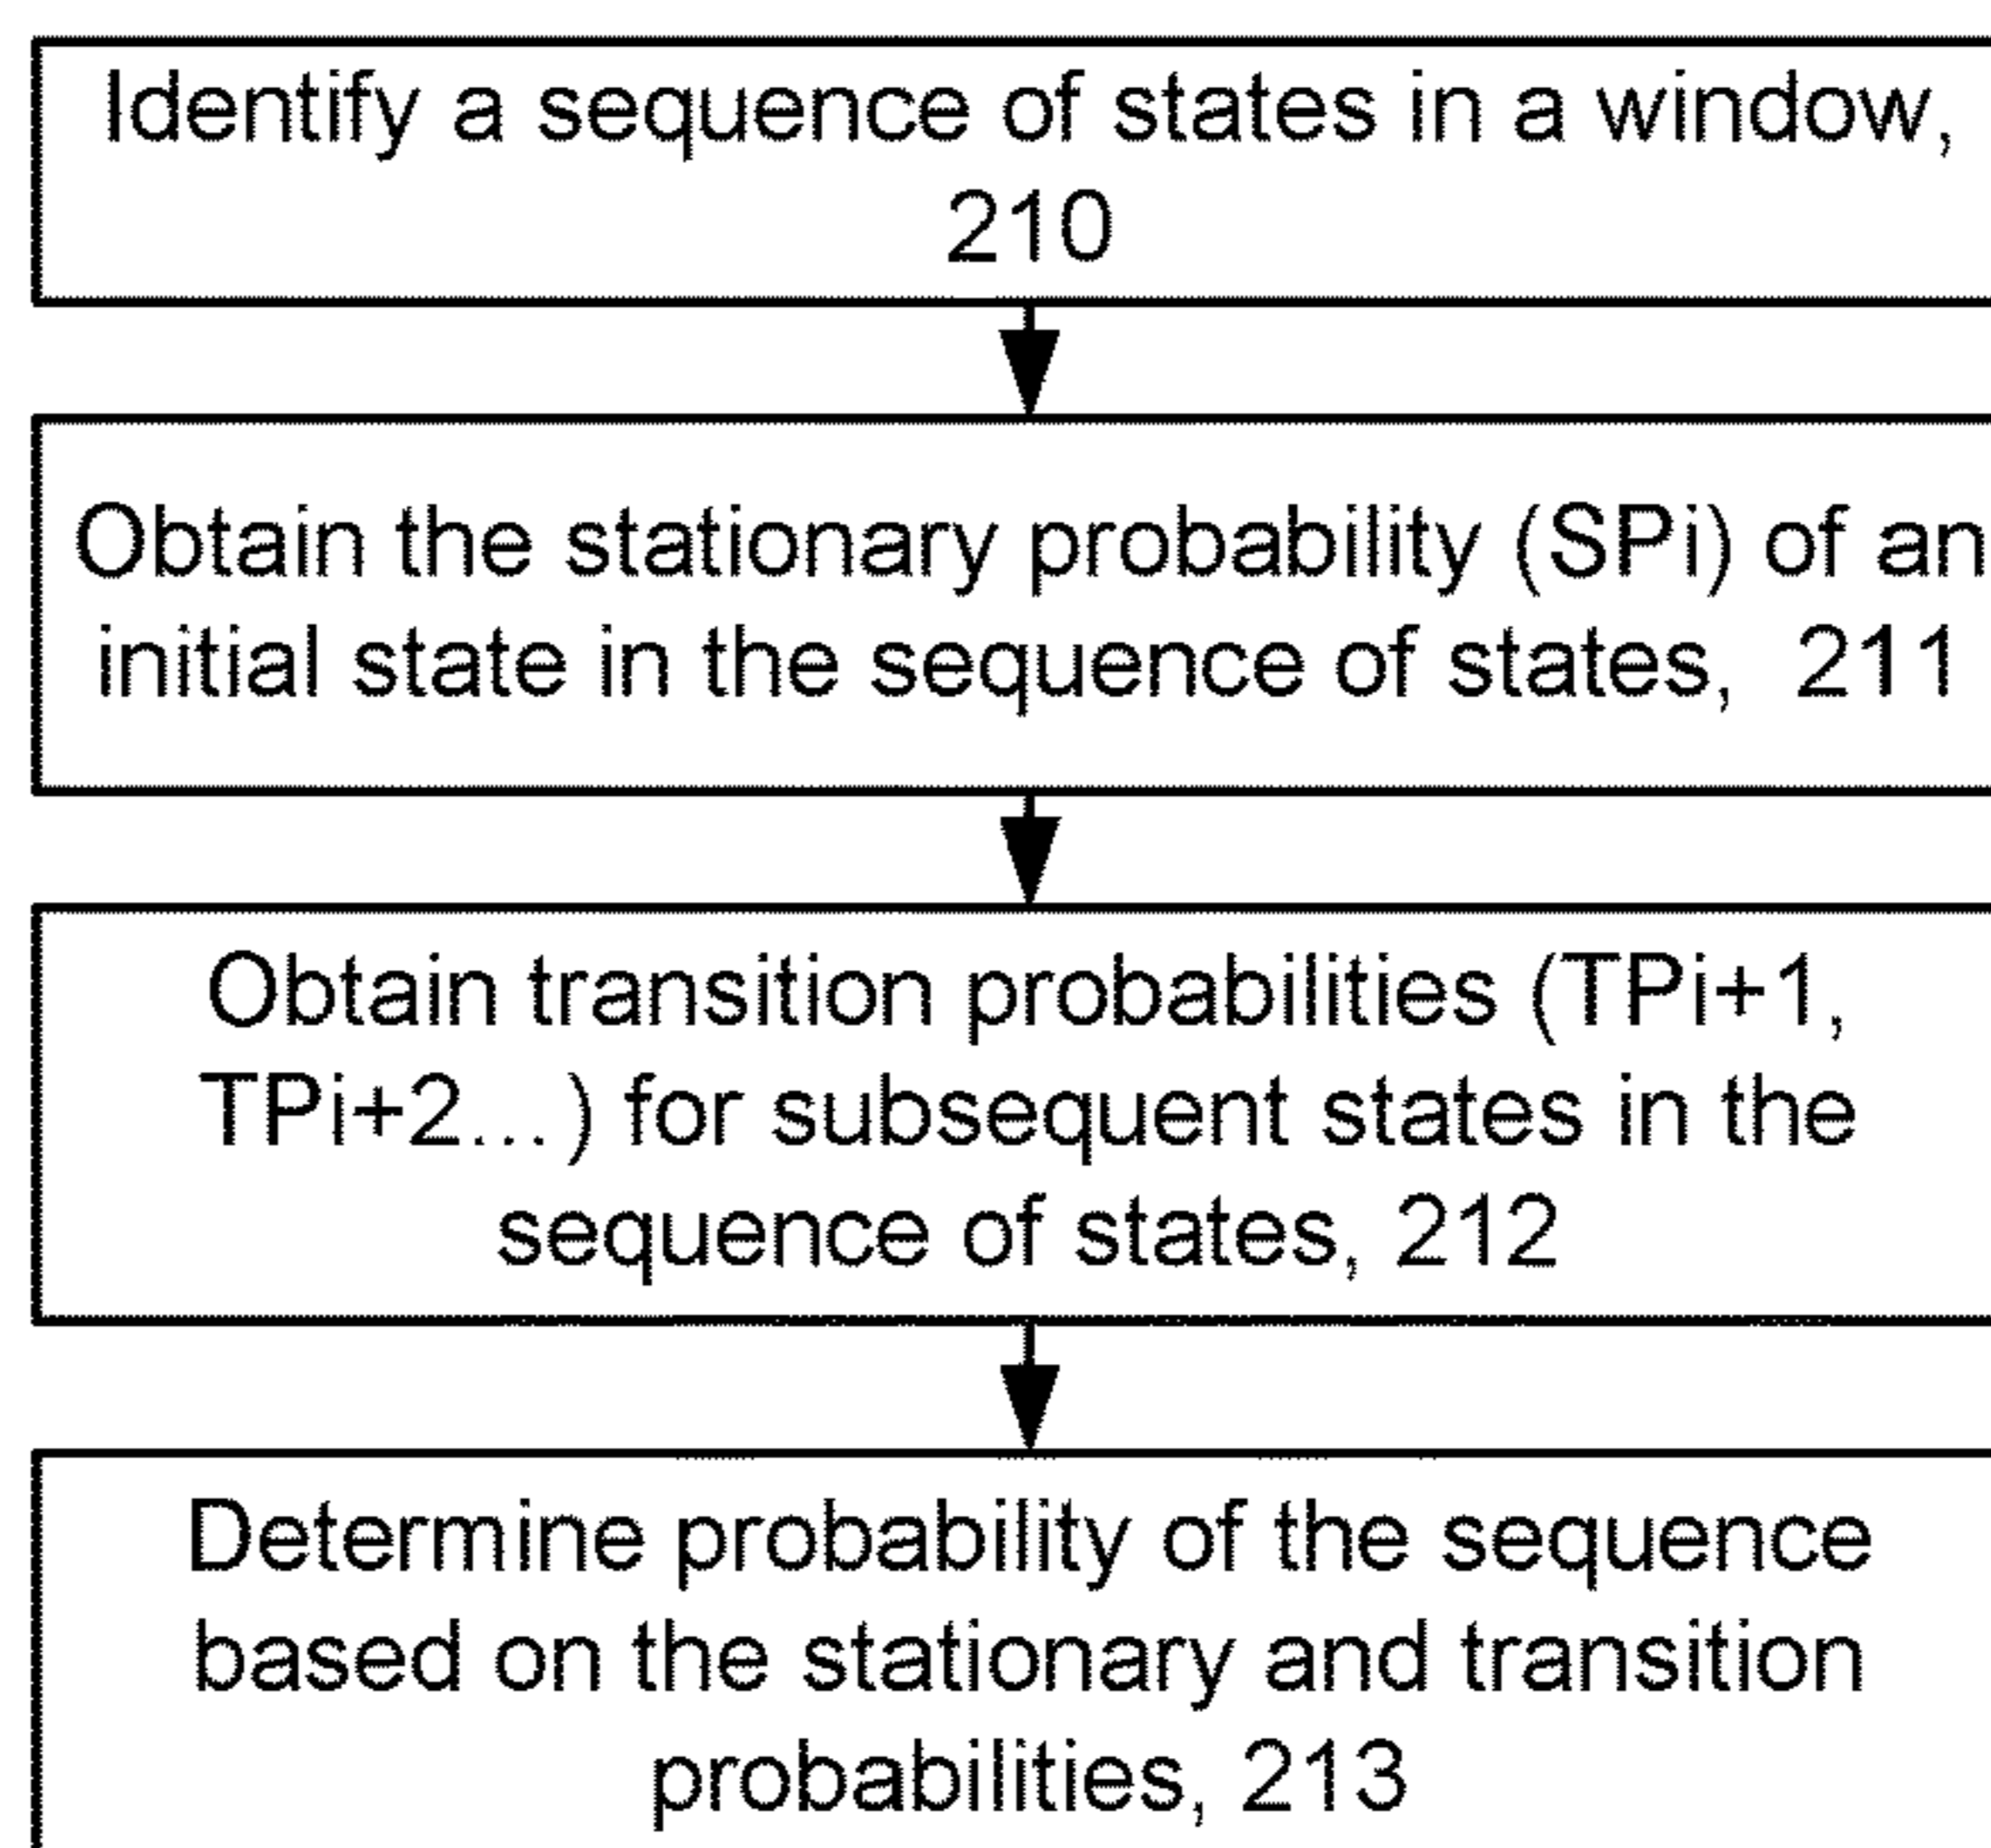 Identify a sequence of states in a window,
210
Obtain the stationary probability (SPi) of an
initial state in the sequence of states, 211
Obtain transition probabilities (TPi+1,
TPi+2...) for subsequent states in the
sequence of states, 212
Determine probability of the sequence
based on the stationary and transition
probabilities, 213